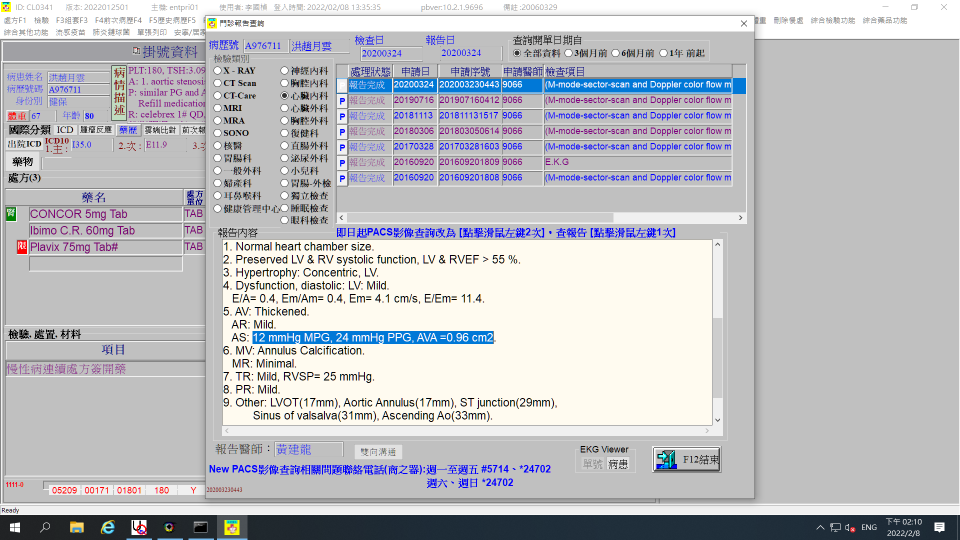 ID: CL0341 版本: 2022012501 主機: entpri01 使用者: 李國楨 登入時間: 2022/02/08 13:35:35 pbver:10.2.1.9696 備註 :20060329
處方F1 檢驗 F3組套F3 F4前次病歷F4 F5歷史病歷F5
刪除餐處 綜合檢驗功能 綜合藥品功能
綜合其他功能 流感疫苗 肺炎鏈球菌 單張列印
門診報告查詢
掛號資料
病患姓名 洪趙月雲
病歷號碼 A976711
身份別 健保
體重 67 年齡 80
病情描述
PLT:180, TSH:3.09
A: 1. aortic stenosis
P: similar PG and A
Refill medication
R: celebrex 1# QD.
國際分類 ICD 腫瘤反應 藥歷 雲端比對
出院ICD ICD10 1.主: I35.0 2.次: E11.9 3.次
藥物
處方(3)
藥名 處方單位
腎 CONCOR 5mg Tab TAB
Ibimo C.R. 60mg Tab TAB
限 Plavix 75mg Tab# TAB
檢驗, 處置, 材料
項目
慢性病連續處方簽開藥
1111-0 05209 00171 01801 180 Y
Ready
病歷號 A976711 洪趙月雲 檢查日 20200324 報告日 20200324
查詢開單日期自
全部資料 3個月前 6個月前 1年 前起
檢驗類別
X - RAY 神經內科
CT Scan 胸腔內科
CT-Care 心臟內科
MRI 心臟外科
MRA 胸腔外科
SONO 復健科
核醫 直腸外科
胃腸科 泌尿外科
一般外科 小兒科
婦產科 胃腸-外檢
耳鼻喉科 獨立檢查
健康管理中心 睡眠檢查
眼科檢查
處理狀態 申請日 申請序號 申請醫師 檢查項目
報告完成 20200324 202003230443 9066 (M-mode-sector-scan and Doppler color flow m
P 報告完成 20190716 201907160412 9066 (M-mode-sector-scan and Doppler color flow m
P 報告完成 20181113 201811131517 9066 (M-mode-sector-scan and Doppler color flow m
P 報告完成 20180306 201803050614 9066 (M-mode-sector-scan and Doppler color flow m
P 報告完成 20170328 201703281603 9066 (M-mode-sector-scan and Doppler color flow m
P 報告完成 20160920 201609201809 9066 E.K.G
P 報告完成 20160920 201609201808 9066 (M-mode-sector-scan and Doppler color flow m
報告內容 即日起PACS影像查詢改為 [點擊滑鼠左鍵2次]，查報告 [點擊滑鼠左鍵1次]
1. Normal heart chamber size.
2. Preserved LV & RV systolic function, LV & RVEF > 55 %.
3. Hypertrophy: Concentric, LV.
4. Dysfunction, diastolic: LV: Mild.
E/A= 0.4, Em/Am= 0.4, Em= 4.1 cm/s, E/Em= 11.4.
5. AV: Thickened.
AR: Mild.
AS: 12 mmHg MPG, 24 mmHg PPG, AVA =0.96 cm2.
6. MV: Annulus Calcification.
MR: Minimal.
7. TR: Mild, RVSP= 25 mmHg.
8. PR: Mild.
9. Other: LVOT(17mm), Aortic Annulus(17mm), ST junction(29mm),
Sinus of valsalva(31mm), Ascending Ao(33mm).
報告醫師： 黃建龍 雙向溝通
EKG Viewer
單號 病患
F12結束
New PACS影像查詢相關問題聯絡電話(商之器):週一至週五 #5714、*24702
週六、週日 *24702
202003230443
ENG 下午 02:10
2022/2/8